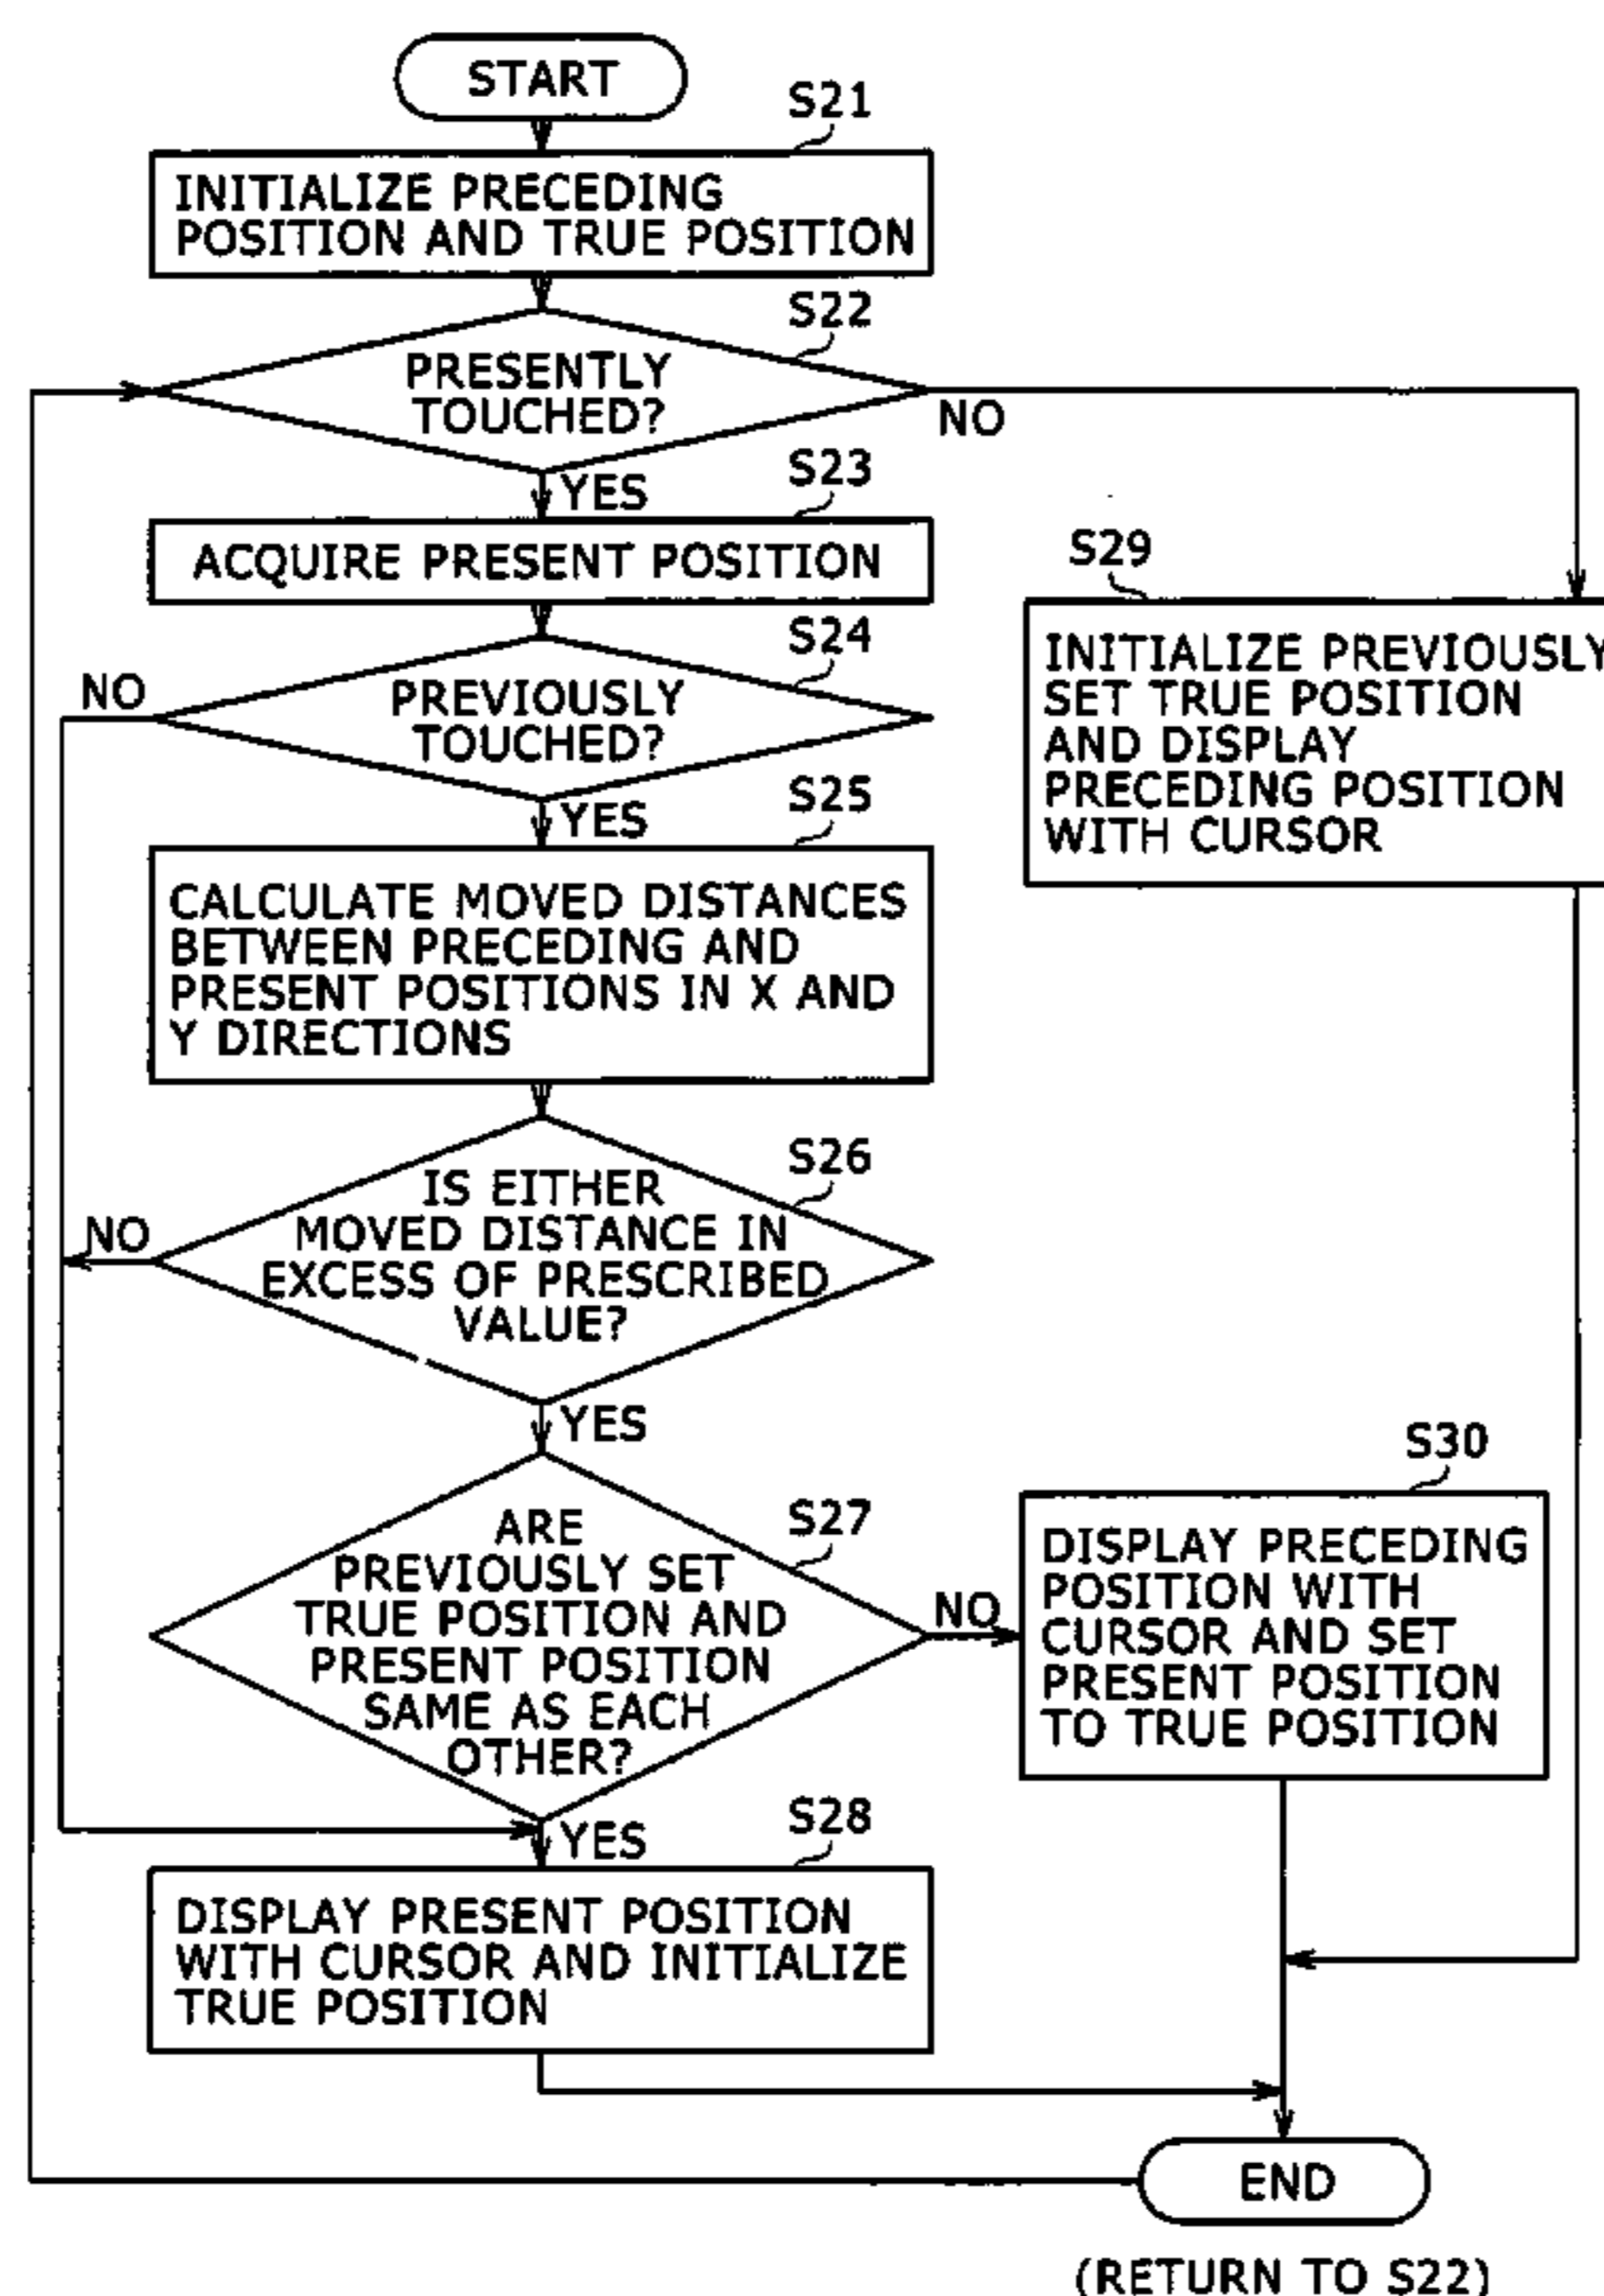 START
S21
INITIALIZE PRECEDING
POSITION AND TRUE POSITION
S22
PRESENTLY
TOUCHED?
NO
YES
S23
ACQUIRE PRESENT POSITION
S24
PREVIOUSLY
TOUCHED?
NO
YES
S29
INITIALIZE PREVIOUSLY
SET TRUE POSITION
AND DISPLAY
PRECEDING POSITION
WITH CURSOR
S25
CALCULATE MOVED DISTANCES
BETWEEN PRECEDING AND
PRESENT POSITIONS IN X AND
Y DIRECTIONS
S26
IS EITHER
MOVED DISTANCE IN
EXCESS OF PRESCRIBED
VALUE?
NO
YES
S27
ARE
PREVIOUSLY SET
TRUE POSITION AND
PRESENT POSITION
SAME AS EACH
OTHER?
NO
YES
S30
DISPLAY PRECEDING
POSITION WITH
CURSOR AND SET
PRESENT POSITION
TO TRUE POSITION
S28
DISPLAY PRESENT POSITION
WITH CURSOR AND INITIALIZE
TRUE POSITION
END
(RETURN TO S22)